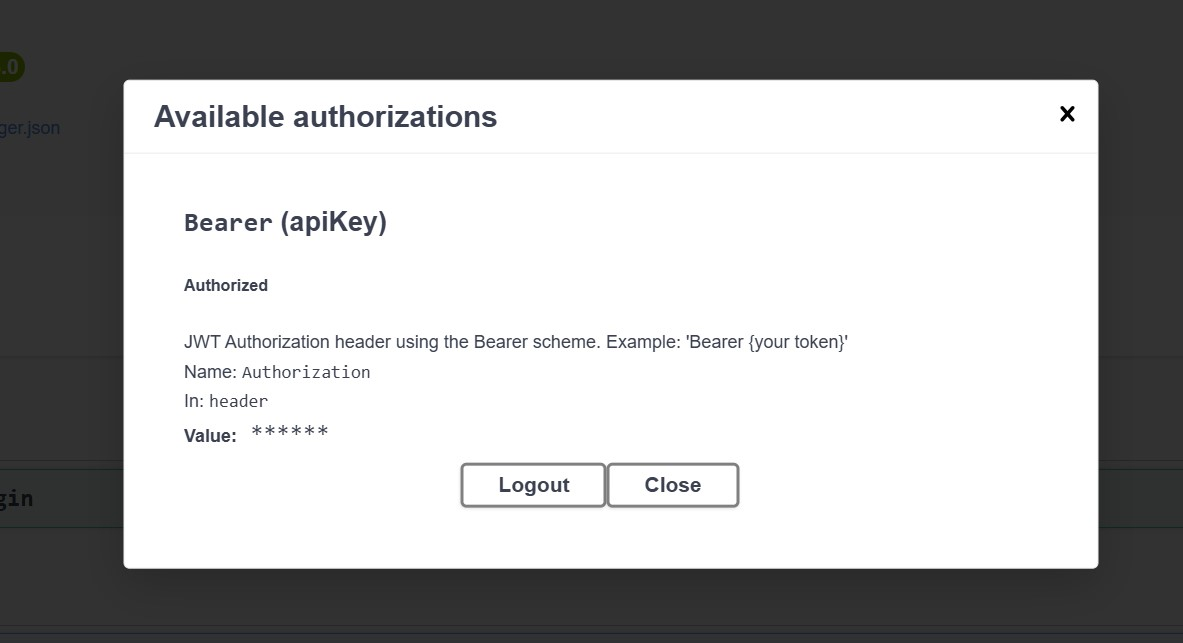 .0
Available authorizations
ger.json
Bearer (apiKey)
Authorized
JWT Authorization header using the Bearer scheme. Example: 'Bearer {your token}'
Name: Authorization
In: header
Value: ******
Logout Close
gin